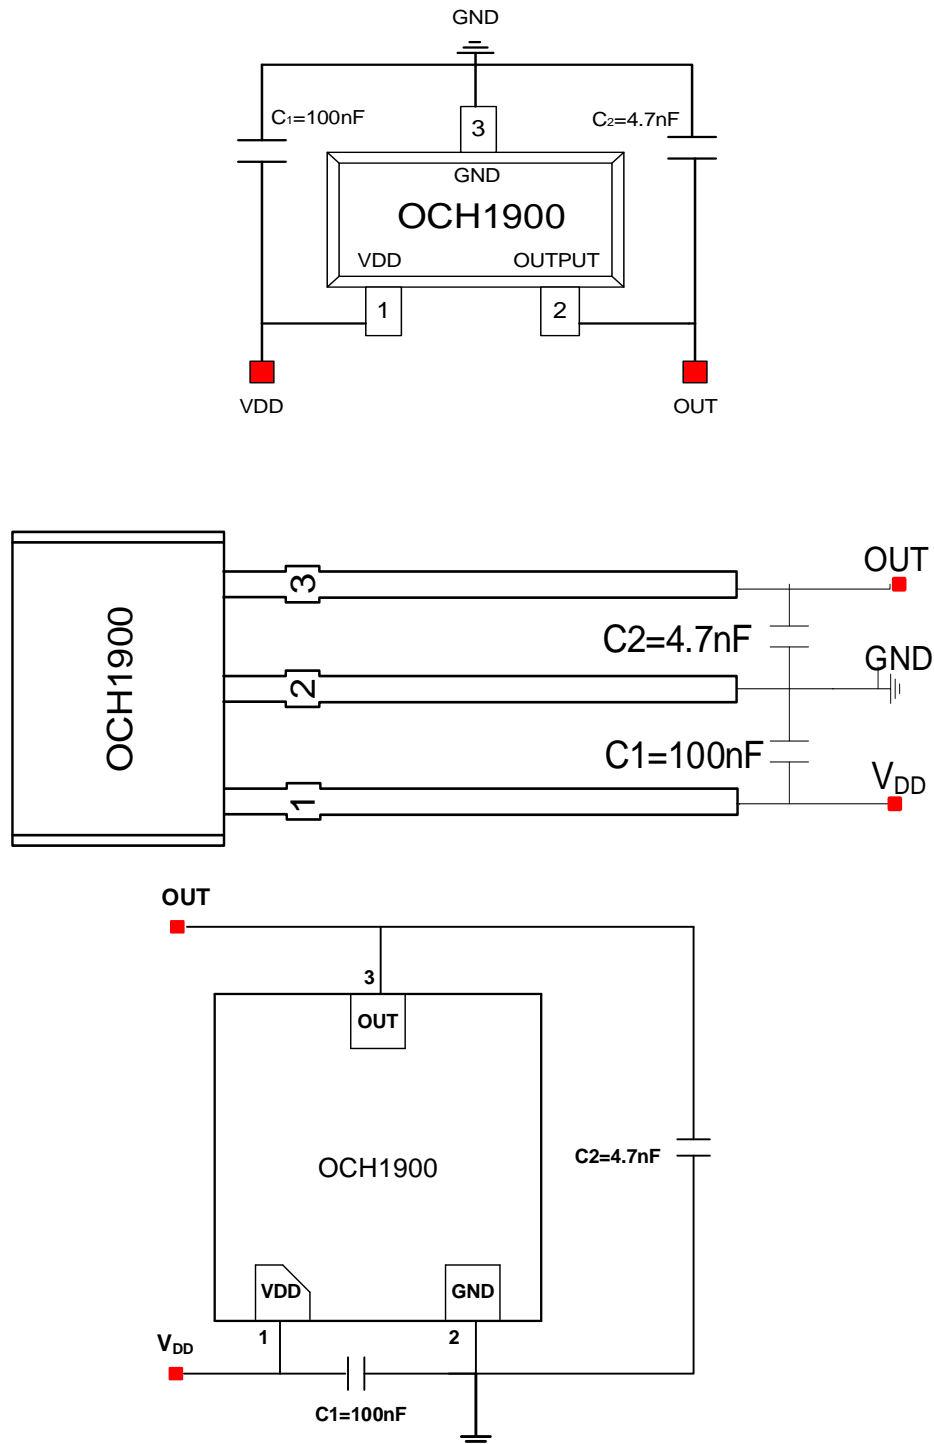 GND
C₁=100nF
C₂=4.7nF
3
GND
OCH1900
VDD
OUTPUT
1
2
VDD
OUT
OCH1900
3
OUT
C2=4.7nF
GND
2
C1=100nF
V_DD
1
OUT
3
OUT
OCH1900
C2=4.7nF
VDD
GND
1
2
V_DD
C1=100nF